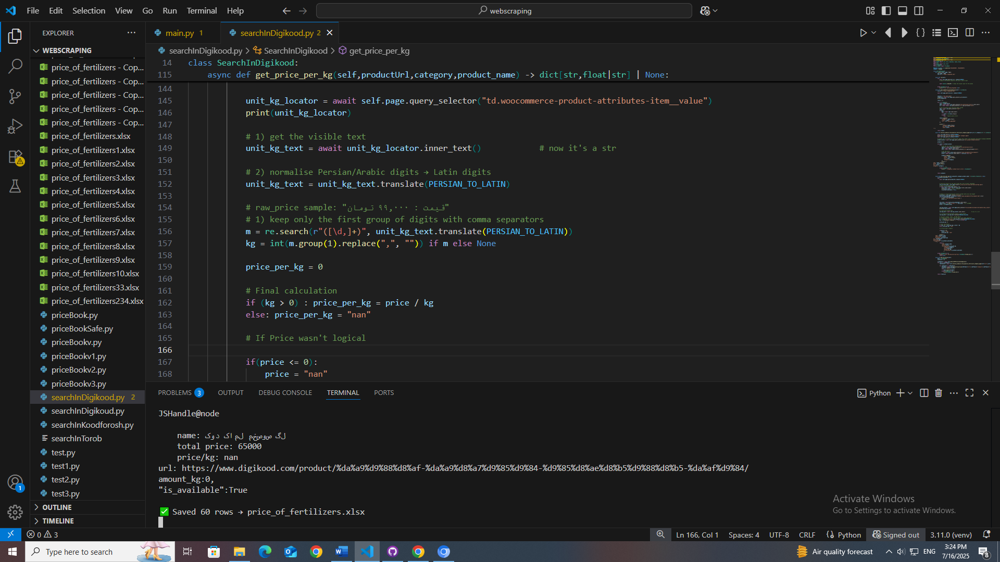 File Edit Selection View Go Run Terminal Help
webscraping
EXPLORER
WEBSCRAPING
price_of_fertilizers - Cop...
price_of_fertilizers - Cop...
price_of_fertilizers - Cop...
price_of_fertilizers - Cop...
price_of_fertilizers - Cop...
price_of_fertilizers.xlsx
price_of_fertilizers1.xlsx
price_of_fertilizers2.xlsx
price_of_fertilizers3.xlsx
price_of_fertilizers4.xlsx
price_of_fertilizers5.xlsx
price_of_fertilizers6.xlsx
price_of_fertilizers7.xlsx
price_of_fertilizers8.xlsx
price_of_fertilizers9.xlsx
price_of_fertilizers10.xlsx
price_of_fertilizers33.xlsx
price_of_fertilizers234.xlsx
priceBook.py
priceBookSafe.py
priceBookv.py
priceBookv1.py
priceBookv2.py
priceBookv3.py
searchInDigikood.py 2
searchInDigikoud.py
searchInKoodforosh.py
searchInTorob
test.py
test1.py
test2.py
test3.py
OUTLINE
TIMELINE
1
main.py 1
searchInDigikood.py 2
searchInDigikood.py > SearchInDigikood > get_price_per_kg
14 class SearchInDigikood:
115 async def get_price_per_kg(self,productUrl,category,product_name) -> dict[str,float|str] | None:
144
145 unit_kg_locator = await self.page.query_selector("td.woocommerce-product-attributes-item__value")
146 print(unit_kg_locator)
147
148 # 1) get the visible text
149 unit_kg_text = await unit_kg_locator.inner_text() # now it's a str
150
151 # 2) normalise Persian/Arabic digits → Latin digits
152 unit_kg_text = unit_kg_text.translate(PERSIAN_TO_LATIN)
153
154 # raw_price sample: "قیمت : ۹۹,۰۰۰ تومان"
155 # 1) keep only the first group of digits with comma separators
156 m = re.search(r"([\d,]+)", unit_kg_text.translate(PERSIAN_TO_LATIN))
157 kg = int(m.group(1).replace(",", "")) if m else None
158
159 price_per_kg = 0
160
161 # Final calculation
162 if (kg > 0) : price_per_kg = price / kg
163 else: price_per_kg = "nan"
164
165 # If Price wasn't logical
166
167 if(price <= 0):
168 price = "nan"
PROBLEMS 3 OUTPUT DEBUG CONSOLE TERMINAL PORTS
Python
JSHandle@node
name: کود کامل مخصوص گل
total price: 65000
price/kg: nan
url: https://www.digikood.com/product/%da%a9%d9%88%d8%af-%da%a9%d8%a7%d9%85%d9%84-%d9%85%d8%ae%d8%b5%d9%88%d8%b5-%da%af%d9%84/
amount_kg:0,
"is_available":True
✅ Saved 60 rows → price_of_fertilizers.xlsx
Activate Windows
Go to Settings to activate Windows.
0 3
Ln 166, Col 1 Spaces: 4 UTF-8 CRLF Python Signed out 3.11.0 (venv)
Type here to search
Air quality forecast
ENG
3:24 PM
7/16/2025
8